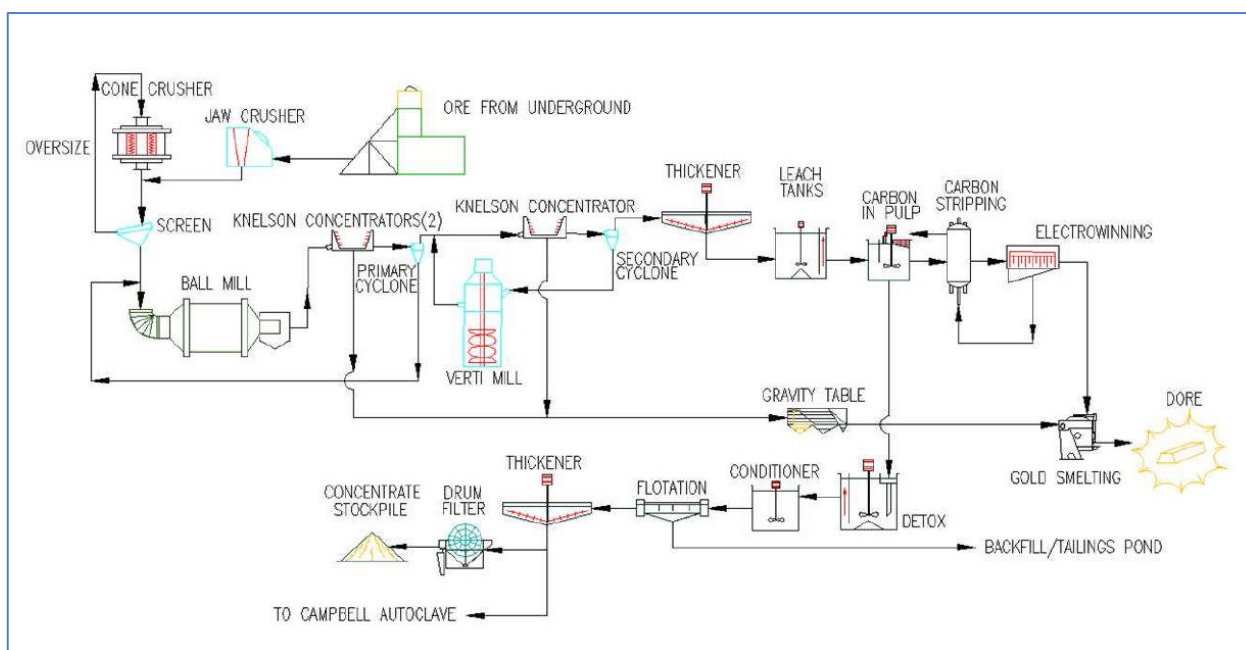 CONE CRUSHER
ORE FROM UNDERGROUND
JAW CRUSHER
OVERSIZE
THICKENER
LEACH
TANKS
CARBON
IN PULP
CARBON
STRIPPING
KNELSON CONCENTRATORS(2)
KNELSON CONCENTRATOR
SCREEN
ELECTROWINNING
PRIMARY
CYCLONE
SECONDARY
CYCLONE
BALL MILL
VERTI MILL
GRAVITY TABLE
DORE
GOLD SMELTING
THICKENER
CONDITIONER
FLOTATION
DRUM
FILTER
CONCENTRATE
STOCKPILE
DETOX
BACKFILL/TAILINGS POND
TO CAMPBELL AUTOCLAVE